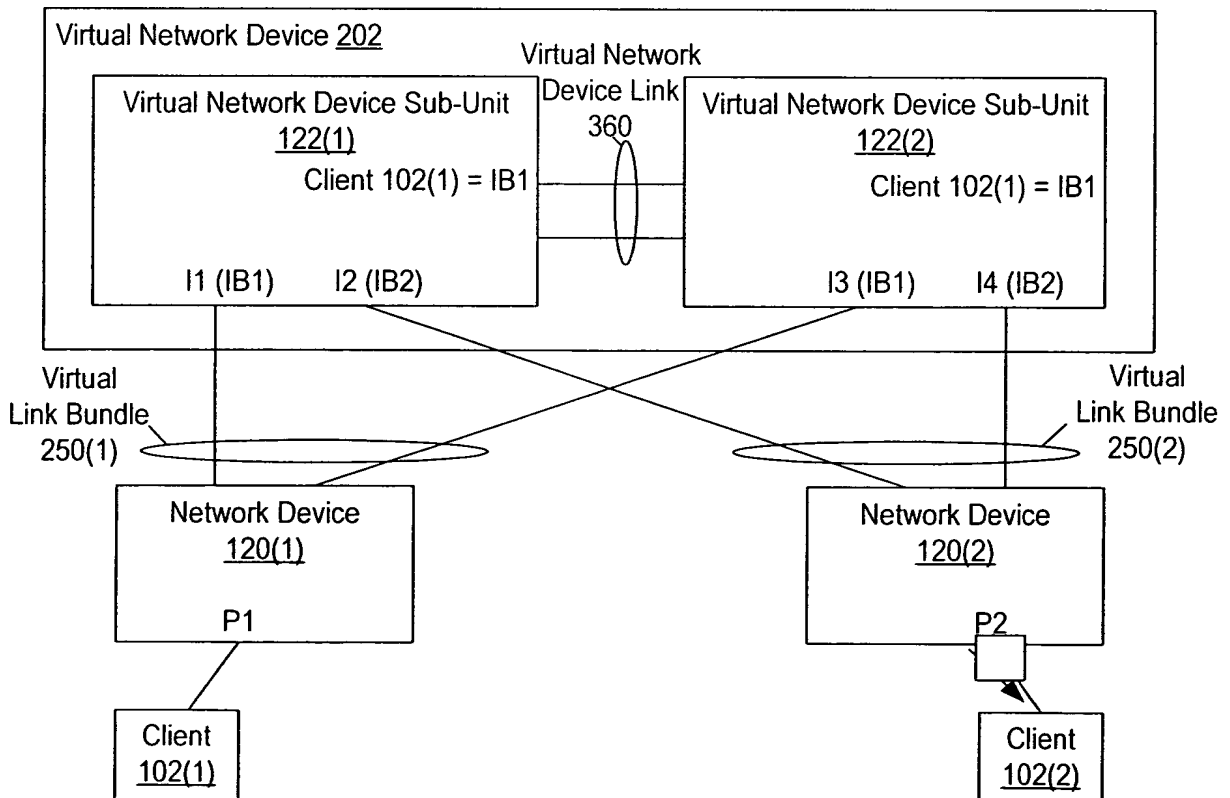 Virtual Network Device 202
Virtual Network
Device Link
360
Virtual Network Device Sub-Unit
122(1)
Client 102(1) = IB1
I1 (IB1) I2 (IB2)
Virtual Network Device Sub-Unit
122(2)
Client 102(1) = IB1
I3 (IB1) I4 (IB2)
Virtual
Link Bundle
250(1)
Virtual
Link Bundle
250(2)
Network Device
120(1)
P1
Network Device
120(2)
P2
Client
102(1)
Client
102(2)